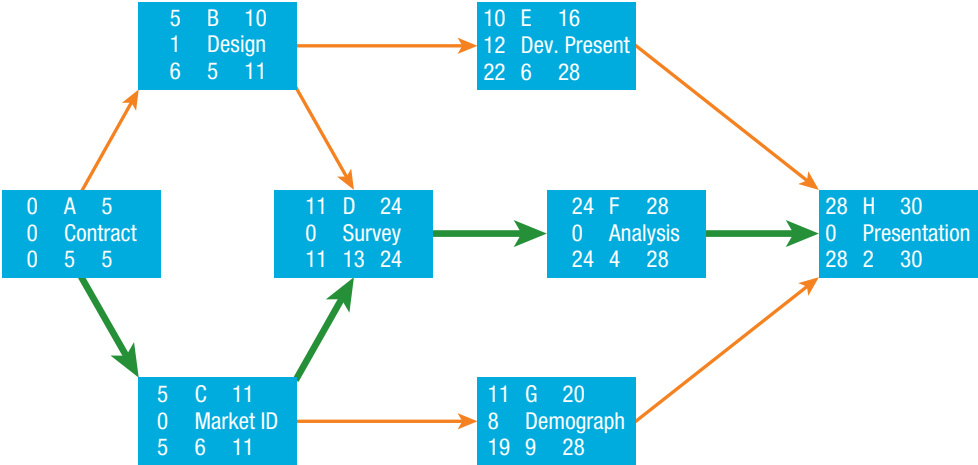 5 B 10
1 Design
6 5 11
10 E 16
12 Dev. Present
22 6 28
0 A 5
0 Contract
0 5 5
11 D 24
0 Survey
11 13 24
24 F 28
0 Analysis
24 4 28
28 H 30
0 Presentation
28 2 30
5 C 11
0 Market ID
5 6 11
11 G 20
8 Demograph
19 9 28